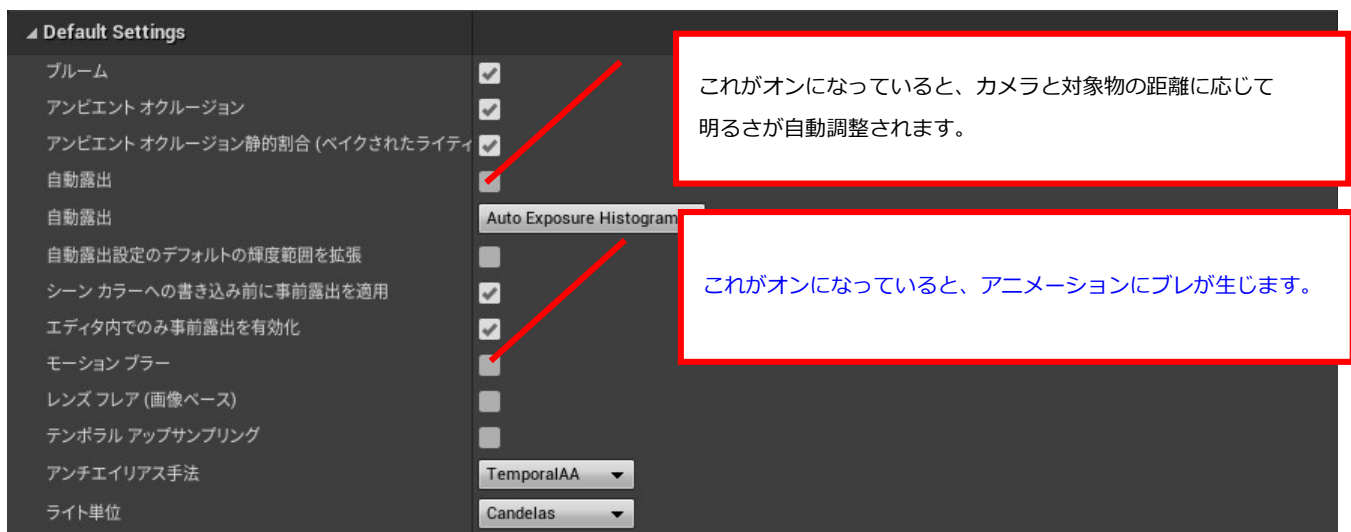 Default Settings
ブルーム
アンビエント オクルージョン
アンビエント オクルージョン静的割合 (ベイクされたライティ
自動露出
自動露出
Auto Exposure Histogram
自動露出設定のデフォルトの輝度範囲を拡張
シーン カラーへの書き込み前に事前露出を適用
エディタ内でのみ事前露出を有効化
モーション ブラー
レンズ フレア (画像ベース)
テンポラル アップサンプリング
アンチエイリアス手法
TemporalAA
ライト単位
Candelas
これがオンになっていると、カメラと対象物の距離に応じて
明るさが自動調整されます。
これがオンになっていると、アニメーションにブレが生じます。